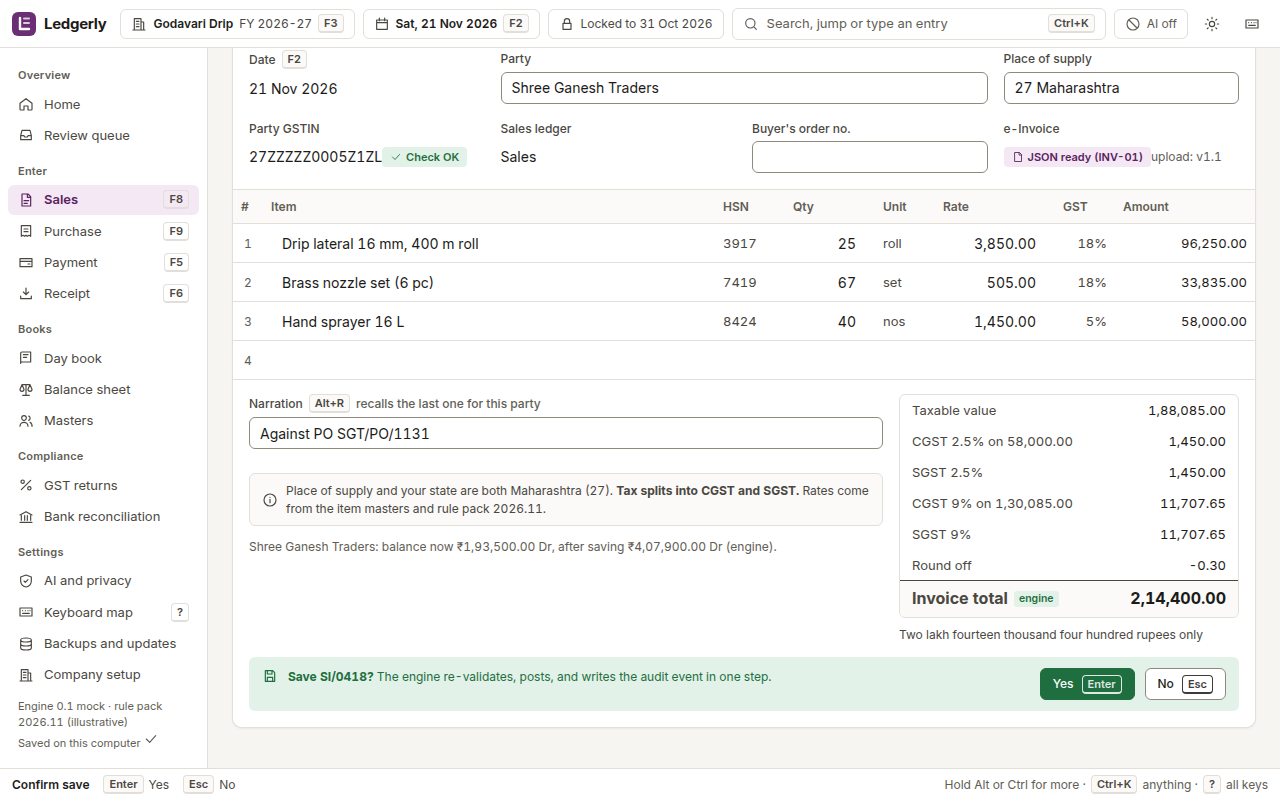 Ledgerly
Godavari Drip FY 2026-27 F3
Sat, 21 Nov 2026 F2
Locked to 31 Oct 2026
Search, jump or type an entry Ctrl+K
AI off
Overview
Home
Review queue
Enter
Sales F8
Purchase F9
Payment F5
Receipt F6
Books
Day book
Balance sheet
Masters
Compliance
GST returns
Bank reconciliation
Settings
AI and privacy
Keyboard map ?
Backups and updates
Company setup
Engine 0.1 mock · rule pack
2026.11 (illustrative)
Saved on this computer
Date F2 Party Place of supply
21 Nov 2026 Shree Ganesh Traders 27 Maharashtra
Party GSTIN Sales ledger Buyer's order no. e-Invoice
27ZZZZZ0005Z1ZL Check OK Sales JSON ready (INV-01) upload: v1.1
# Item HSN Qty Unit Rate GST Amount
1 Drip lateral 16 mm, 400 m roll 3917 25 roll 3,850.00 18% 96,250.00
2 Brass nozzle set (6 pc) 7419 67 set 505.00 18% 33,835.00
3 Hand sprayer 16 L 8424 40 nos 1,450.00 5% 58,000.00
4
Narration Alt+R recalls the last one for this party
Against PO SGT/PO/1131
Place of supply and your state are both Maharashtra (27). Tax splits into CGST and SGST. Rates come
from the item masters and rule pack 2026.11.
Shree Ganesh Traders: balance now ₹1,93,500.00 Dr, after saving ₹4,07,900.00 Dr (engine).
Taxable value 1,88,085.00
CGST 2.5% on 58,000.00 1,450.00
SGST 2.5% 1,450.00
CGST 9% on 1,30,085.00 11,707.65
SGST 9% 11,707.65
Round off -0.30
Invoice total engine 2,14,400.00
Two lakh fourteen thousand four hundred rupees only
Save SI/0418? The engine re-validates, posts, and writes the audit event in one step.
Yes Enter No Esc
Confirm save Enter Yes Esc No
Hold Alt or Ctrl for more · Ctrl+K anything · ? all keys